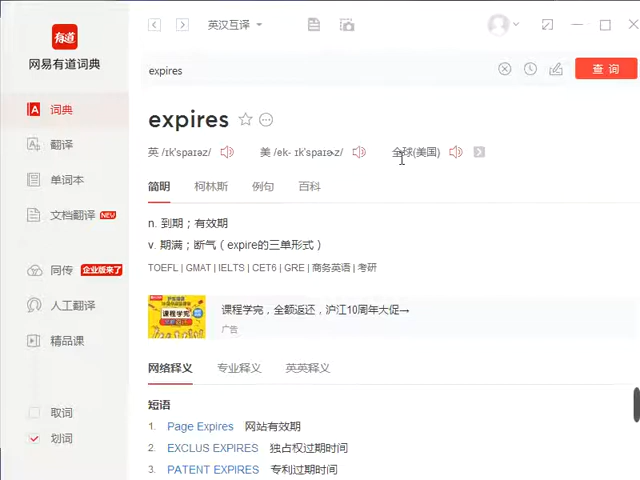 有道
网易有道词典
词典
翻译
单词本
文档翻译 NEW
同传 企业版来了
人工翻译
精品课
取词
划词
英汉互译
expires
查 词
expires
英 /ɪk'spaɪəz/
美 /ek- ɪk'spaɪɚz/
全球(美国)
简明 柯林斯 例句 百科
n. 到期；有效期
v. 期满；断气（expire的三单形式）
TOEFL | GMAT | IELTS | CET6 | GRE | 商务英语 | 考研
课程学完
课程学完，全额返还，沪江10周年大促→
广告
网络释义 专业释义 英英释义
短语
1. Page Expires 网站有效期
2. EXCLUS EXPIRES 独占权过期时间
3. PATENT EXPIRES 专利过期时间